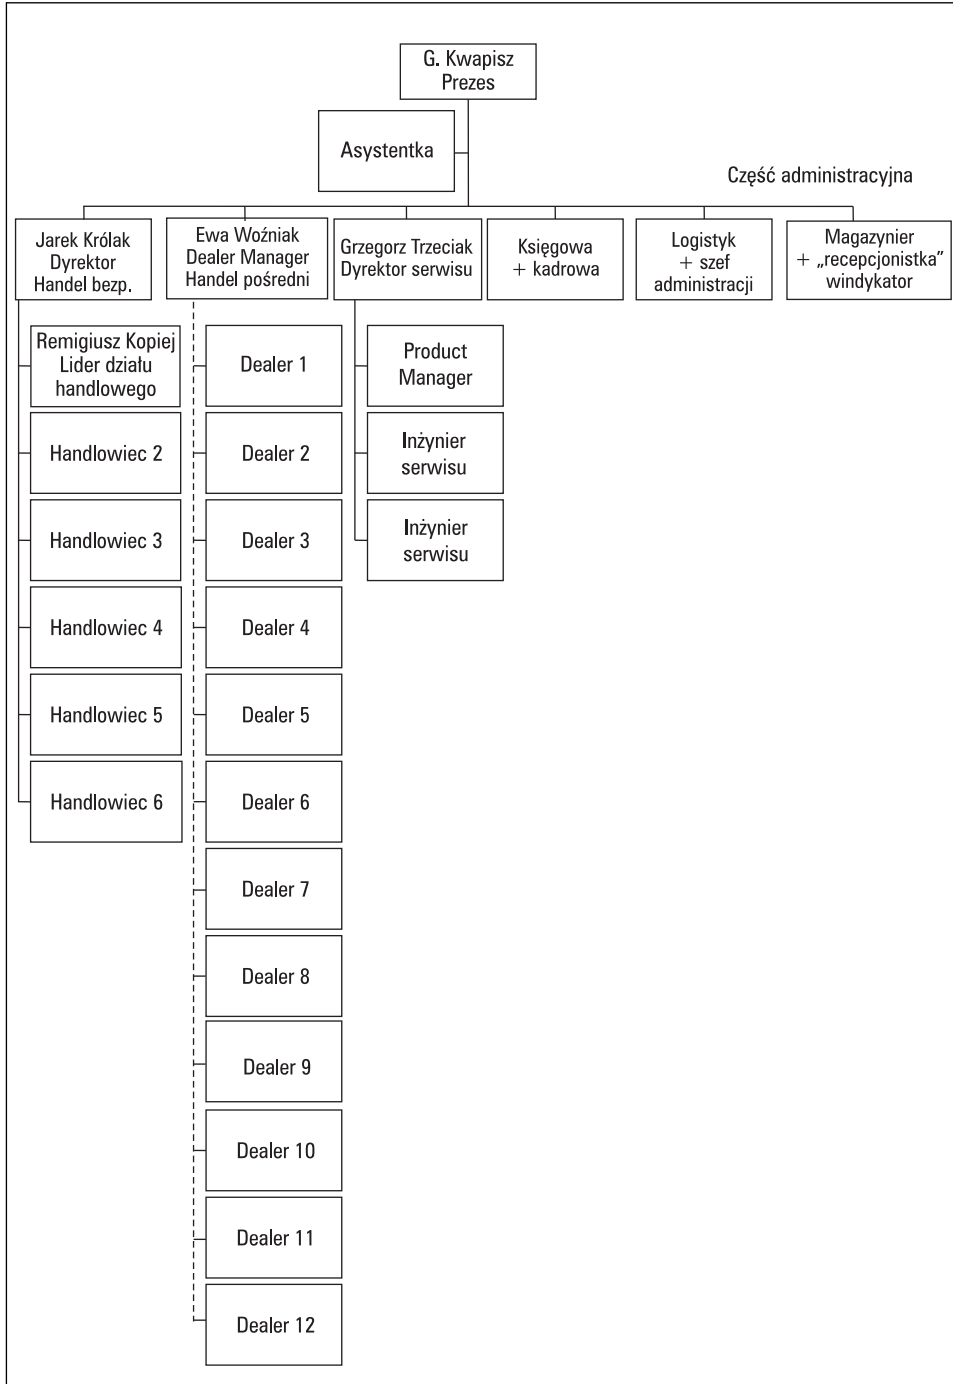 G. Kwapisz
Prezes
Asystentka
Część administracyjna
Jarek Królak
Dyrektor
Handel bezp.
Ewa Woźniak
Dealer Manager
Handel pośredni
Grzegorz Trzeciak
Dyrektor serwisu
Księgowa
+ kadrowa
Logistyk
+ szef
administracji
Magazynier
+ „recepcjonistka”
windykator
Remigiusz Kopiej
Lider działu
handlowego
Handlowiec 2
Handlowiec 3
Handlowiec 4
Handlowiec 5
Handlowiec 6
Dealer 1
Dealer 2
Dealer 3
Dealer 4
Dealer 5
Dealer 6
Dealer 7
Dealer 8
Dealer 9
Dealer 10
Dealer 11
Dealer 12
Product
Manager
Inżynier
serwisu
Inżynier
serwisu